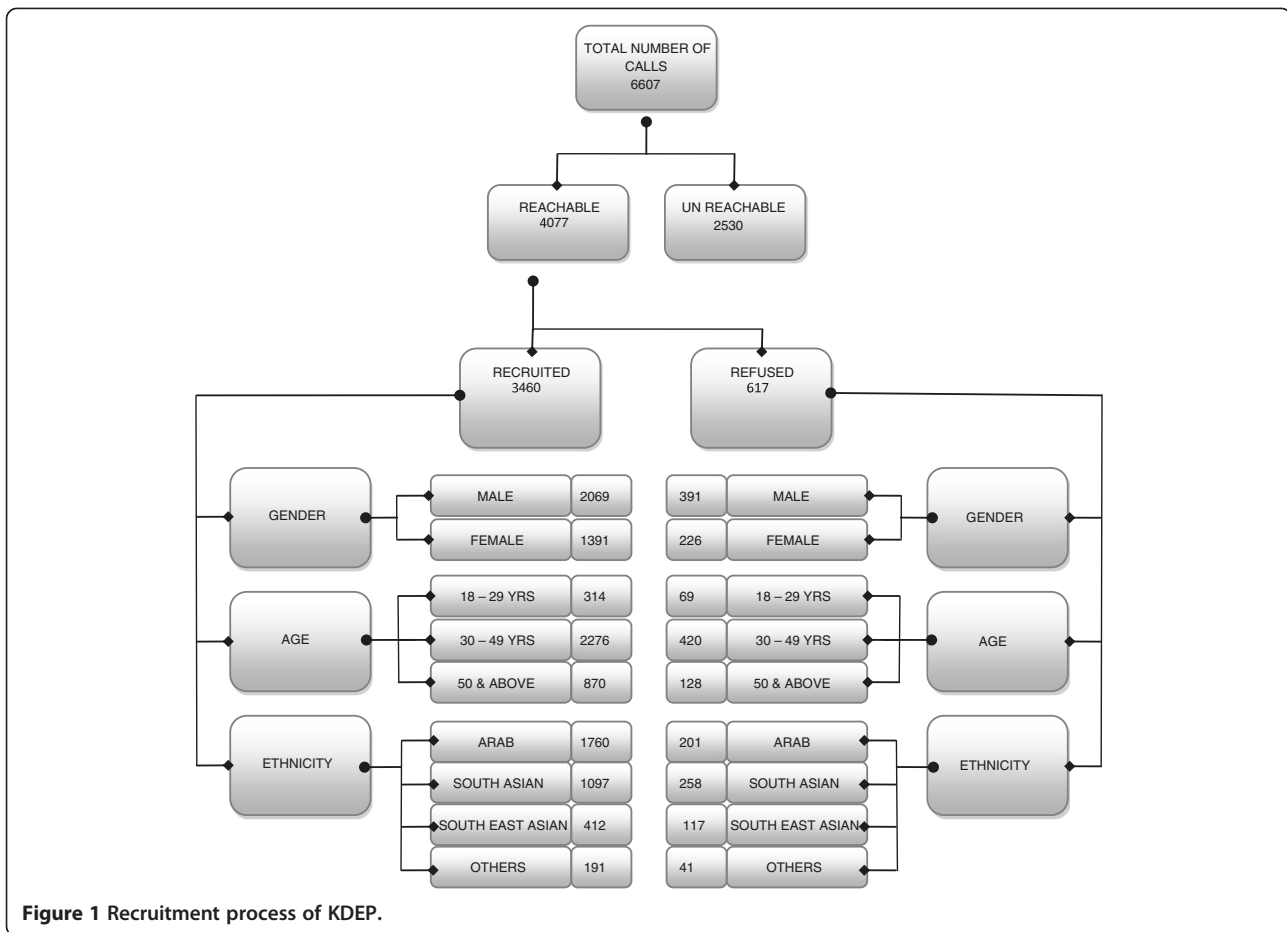 TOTAL NUMBER OF
CALLS
6607
REACHABLE
4077
UN REACHABLE
2530
RECRUITED
3460
REFUSED
617
GENDER
MALE 2069
FEMALE 1391
AGE
18 – 29 YRS 314
30 – 49 YRS 2276
50 & ABOVE 870
ETHNICITY
ARAB 1760
SOUTH ASIAN 1097
SOUTH EAST ASIAN 412
OTHERS 191
391 MALE
226 FEMALE
GENDER
69 18 – 29 YRS
420 30 – 49 YRS
128 50 & ABOVE
AGE
201 ARAB
258 SOUTH ASIAN
117 SOUTH EAST ASIAN
41 OTHERS
ETHNICITY
Figure 1 Recruitment process of KDEP.